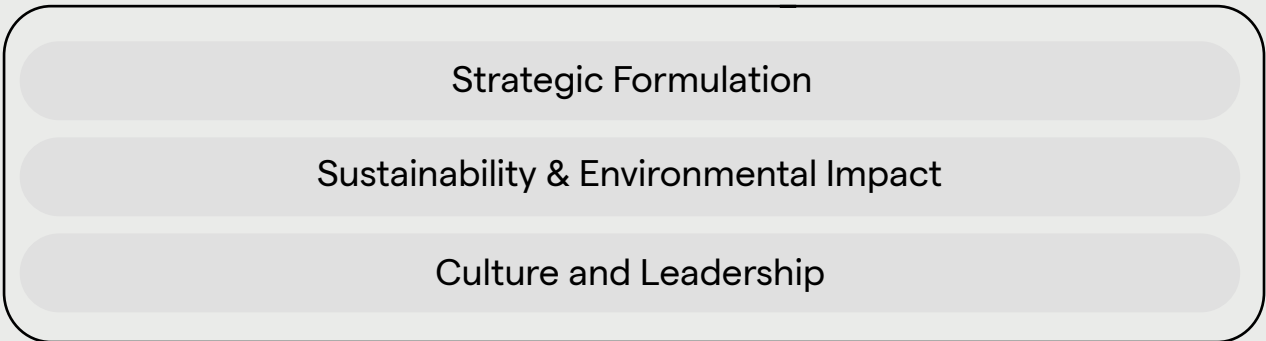 Strategic Formulation
Sustainability & Environmental Impact
Culture and Leadership